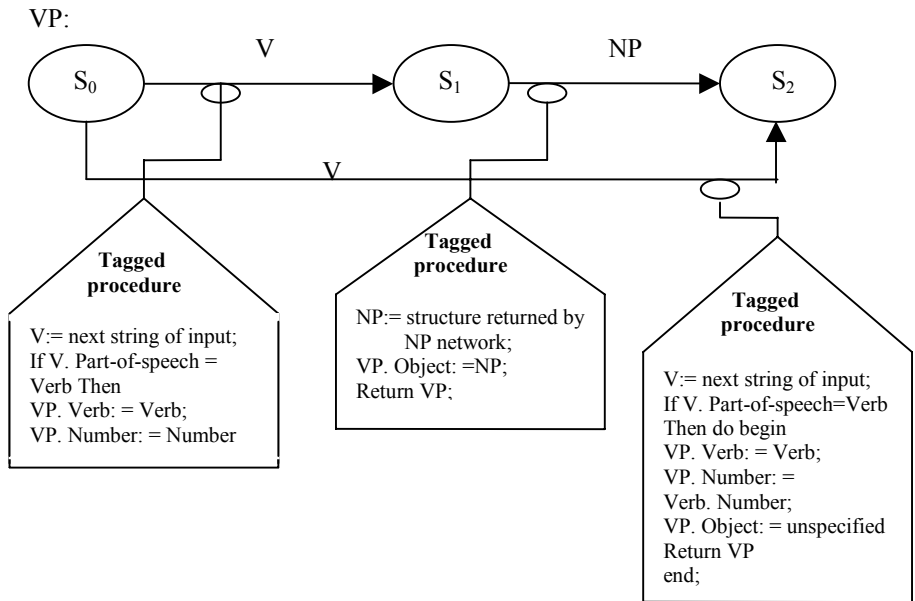 VP:
V
NP
S0
S1
S2
V
Tagged
procedure
V:= next string of input;
If V. Part-of-speech =
Verb Then
VP. Verb: = Verb;
VP. Number: = Number
Tagged
procedure
NP:= structure returned by
NP network;
VP. Object: =NP;
Return VP;
Tagged
procedure
V:= next string of input;
If V. Part-of-speech=Verb
Then do begin
VP. Verb: = Verb;
VP. Number: =
Verb. Number;
VP. Object: = unspecified
Return VP
end;